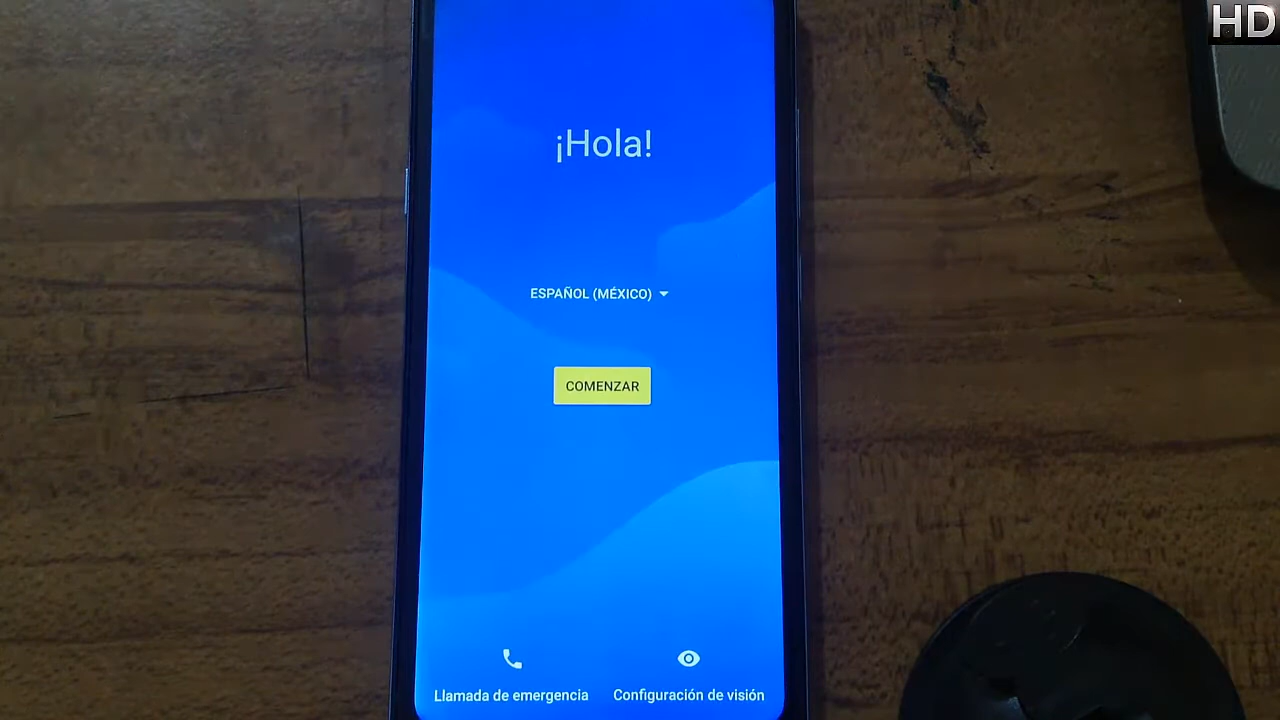 HD
¡Hola!
ESPAÑOL (MÉXICO)
COMENZAR
Llamada de emergencia
Configuración de visión